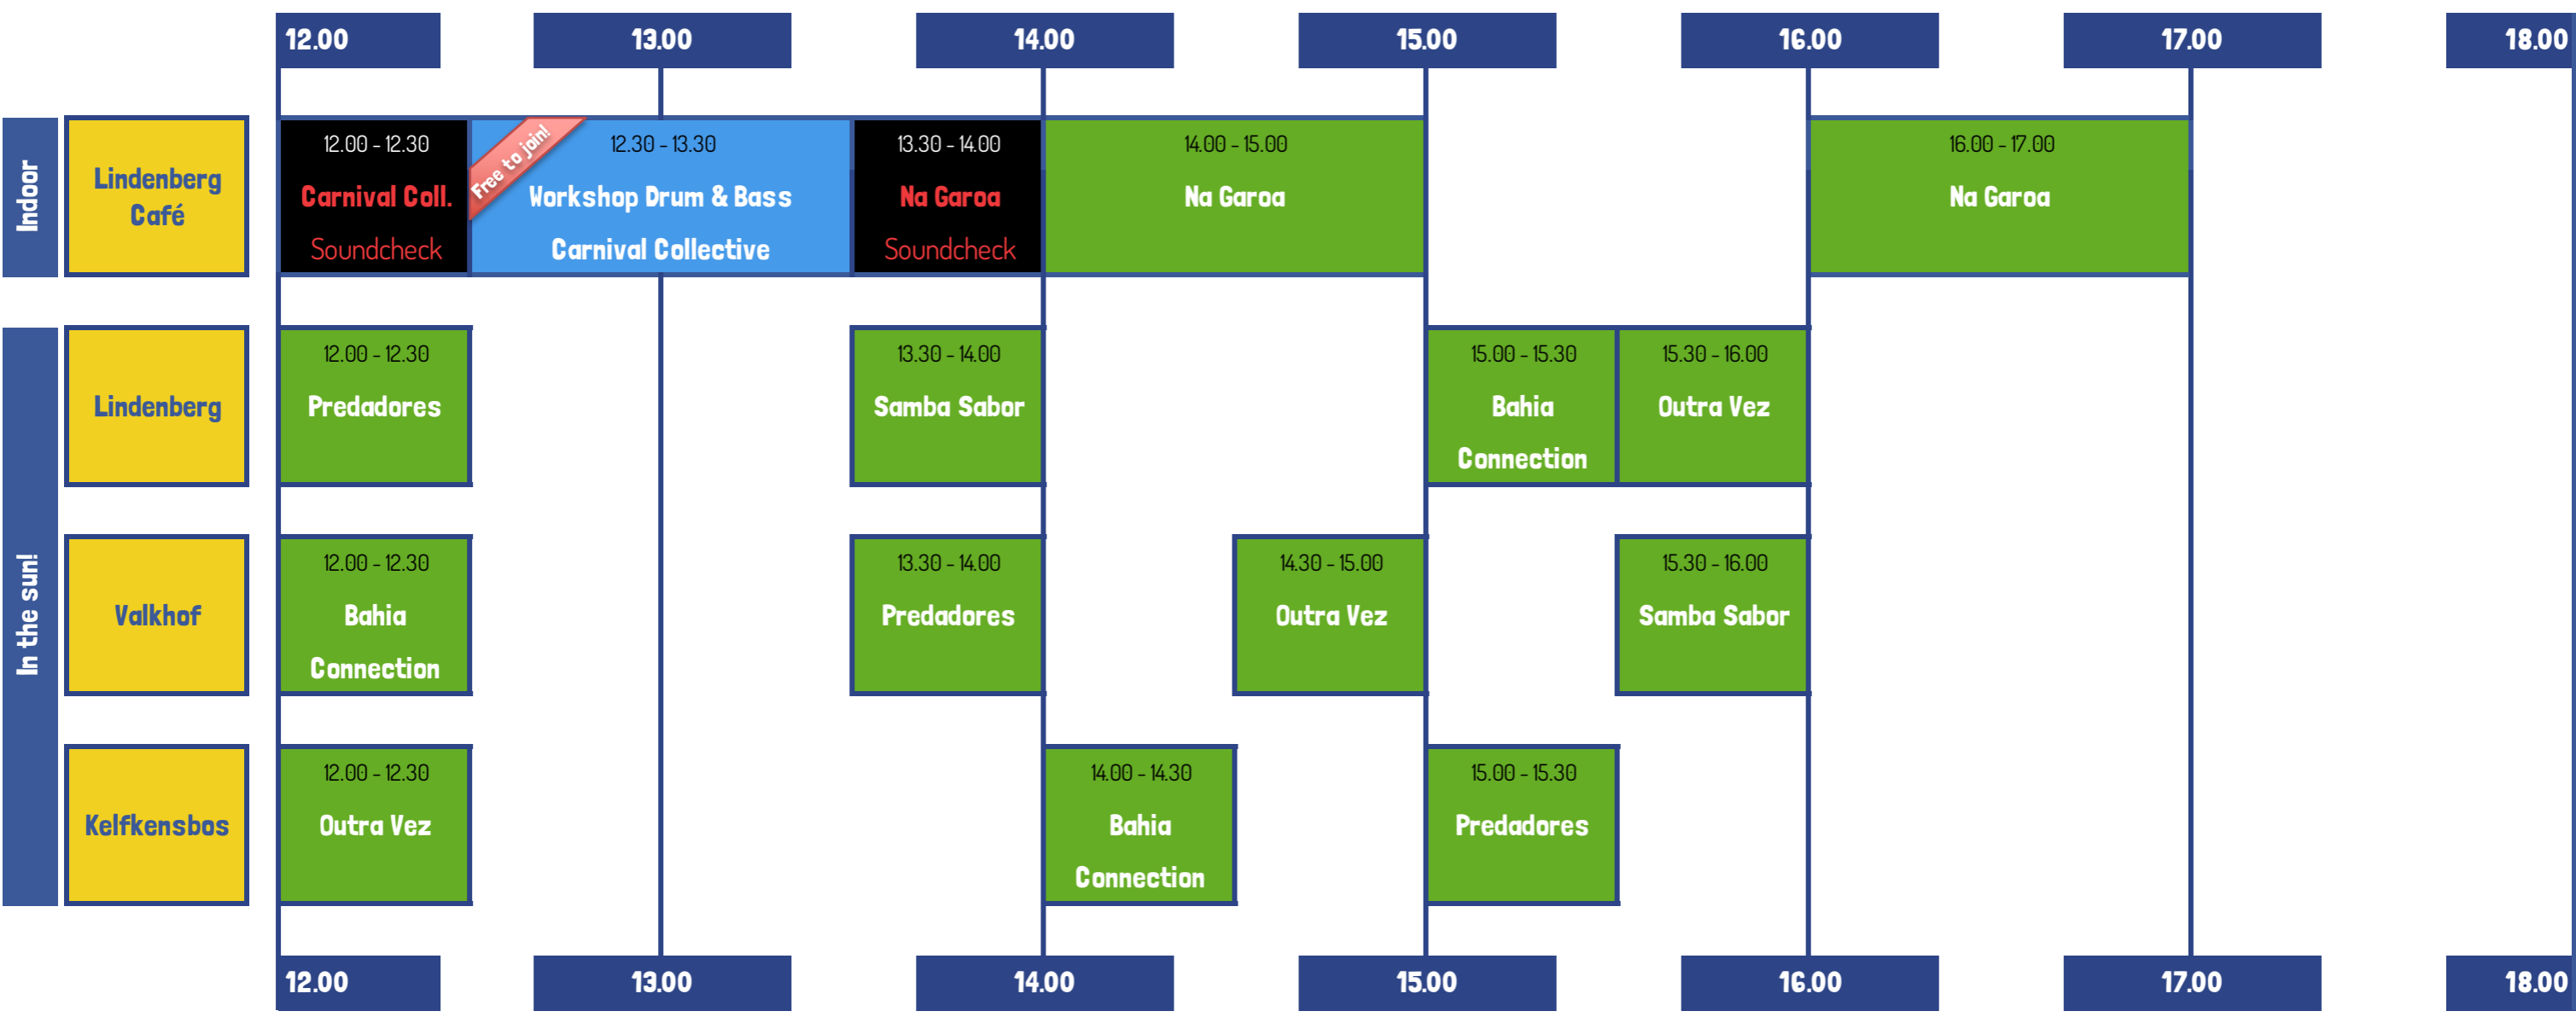 12.00
13.00
14.00
15.00
16.00
17.00
18.00
Indoor
Lindenberg
Café
12.00 - 12.30
Carnival Coll.
Soundcheck
Free to join!
12.30 - 13.30
Workshop Drum & Bass
Carnival Collective
13.30 - 14.00
Na Garoa
Soundcheck
14.00 - 15.00
Na Garoa
16.00 - 17.00
Na Garoa
In the sun!
Lindenberg
12.00 - 12.30
Predadores
13.30 - 14.00
Samba Sabor
15.00 - 15.30
Bahia
Connection
15.30 - 16.00
Outra Vez
Valkhof
12.00 - 12.30
Bahia
Connection
13.30 - 14.00
Predadores
14.30 - 15.00
Outra Vez
15.30 - 16.00
Samba Sabor
Kelfkensbos
12.00 - 12.30
Outra Vez
14.00 - 14.30
Bahia
Connection
15.00 - 15.30
Predadores
12.00
13.00
14.00
15.00
16.00
17.00
18.00